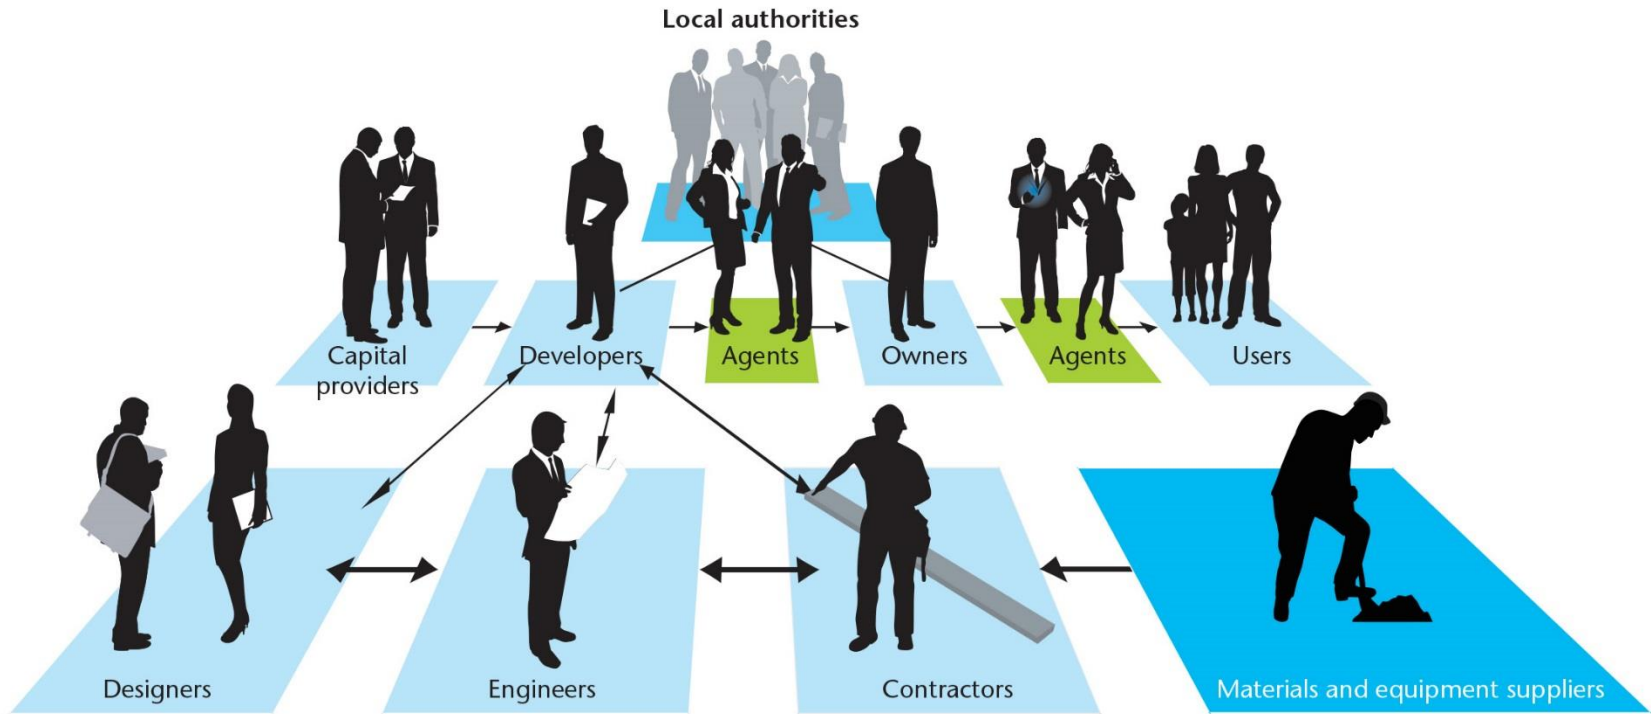 Local authorities
Capital
providers
Developers
Agents
Owners
Agents
Users
Designers
Engineers
Contractors
Materials and equipment suppliers